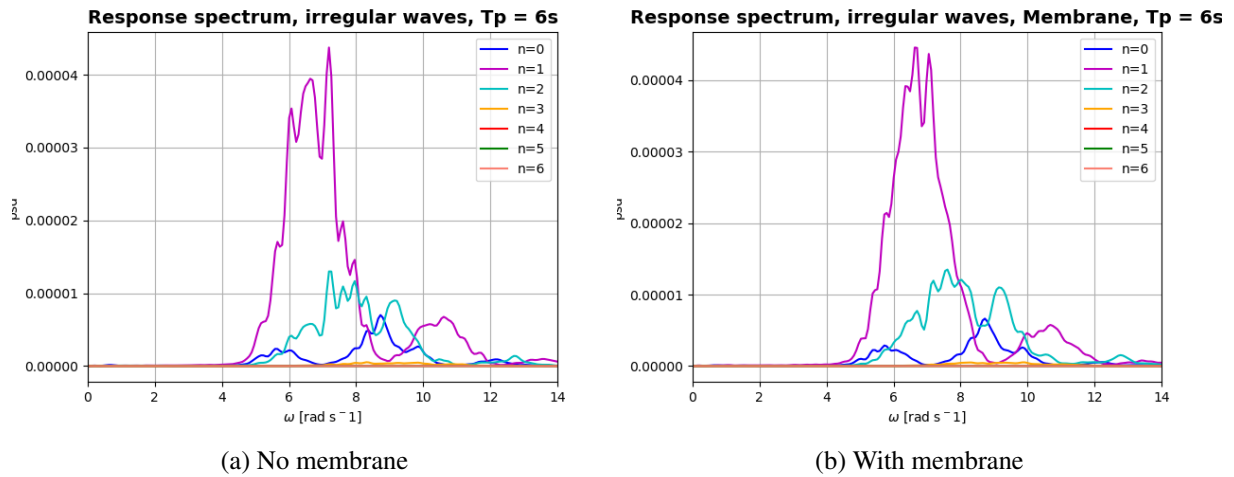 Response spectrum, irregular waves, Tp = 6s
0.00004
0.00003
0.00002
0.00001
0.00000
n=0
n=1
n=2
n=3
n=4
n=5
n=6
0 2 4 6 8 10 12 14
ω [rad s⁻1]
(a) No membrane
Response spectrum, irregular waves, Membrane, Tp = 6s
0.00004
0.00003
0.00002
0.00001
0.00000
n=0
n=1
n=2
n=3
n=4
n=5
n=6
0 2 4 6 8 10 12 14
ω [rad s⁻1]
(b) With membrane